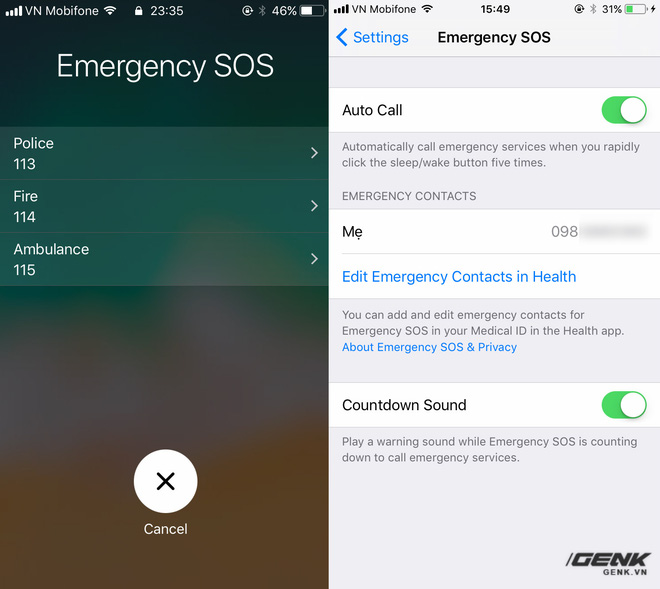 VN Mobifone 23:35 46%
Emergency SOS
Police
113
Fire
114
Ambulance
115
Cancel
VN Mobifone 15:49 31%
Settings Emergency SOS
Auto Call
Automatically call emergency services when you rapidly
click the sleep/wake button five times.
EMERGENCY CONTACTS
Mẹ 098
Edit Emergency Contacts in Health
You can add and edit emergency contacts for
Emergency SOS in your Medical ID in the Health app.
About Emergency SOS & Privacy
Countdown Sound
Play a warning sound while Emergency SOS is counting
down to call emergency services.
GENK
GENK.VN